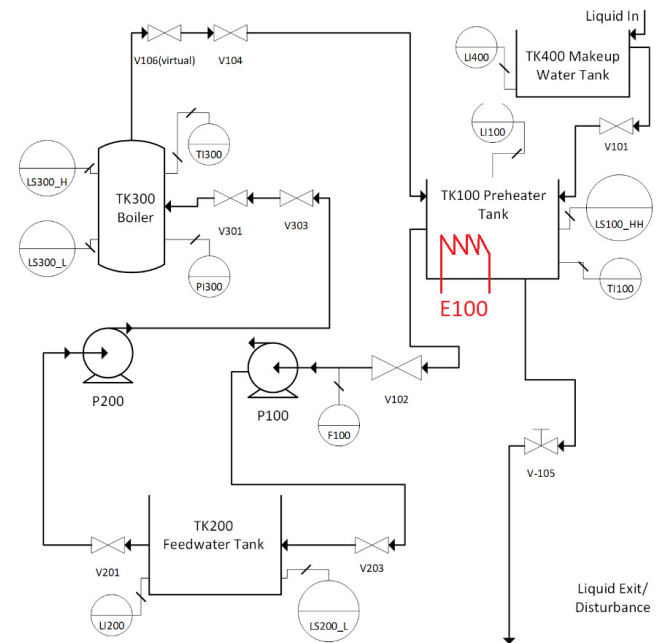 Liquid In
V106(virtual)
V104
LI400
TK400 Makeup
Water Tank
LI100
V101
LS300_H
TI300
TK300
Boiler
TK100 Preheater
Tank
LS100_HH
V301
V303
LS300_L
PI300
TI100
E100
P200
P100
V102
F100
V-105
TK200
Feedwater Tank
V201
V203
LI200
LS200_L
Liquid Exit/
Disturbance